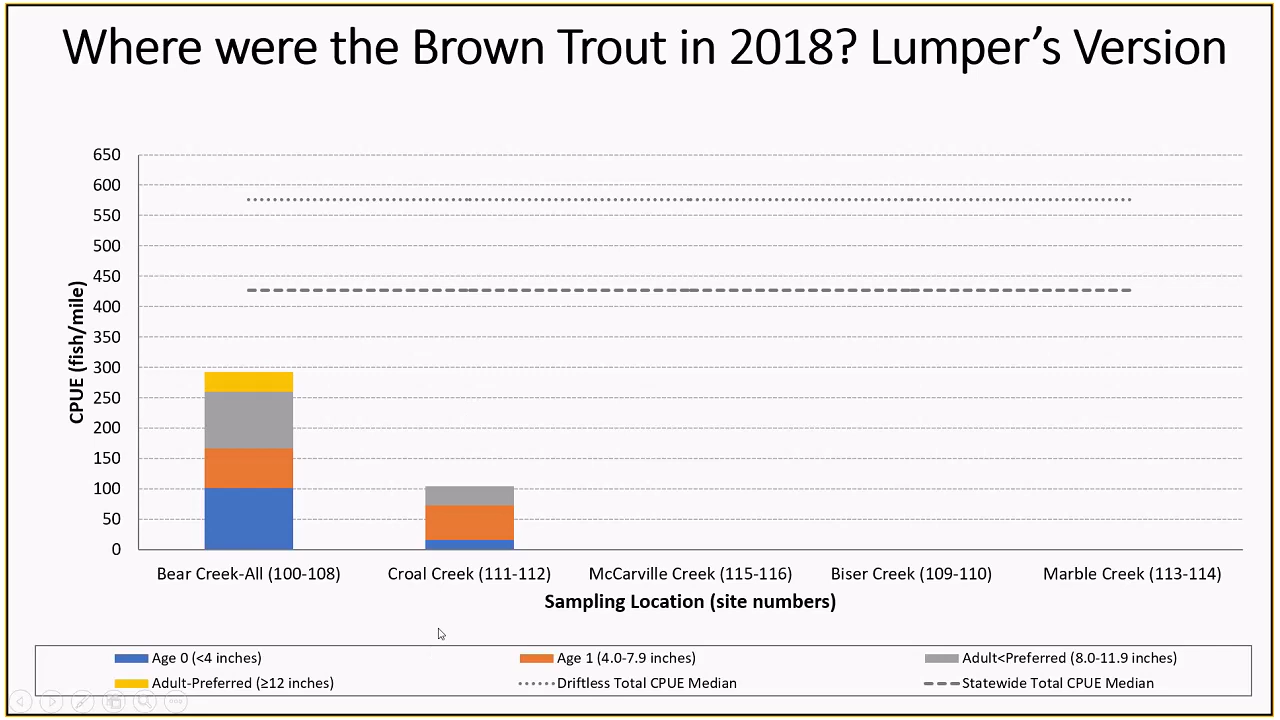 Where were the Brown Trout in 2018? Lumper's Version
CPUE (fish/mile)
650
600
550
500
450
400
350
300
250
200
150
100
50
0
Bear Creek-All (100-108) Croal Creek (111-112) McCarville Creek (115-116) Biser Creek (109-110) Marble Creek (113-114)
Sampling Location (site numbers)
Age 0 (<4 inches) Age 1 (4.0-7.9 inches) Adult<Preferred (8.0-11.9 inches)
Adult-Preferred (≥12 inches) Driftless Total CPUE Median Statewide Total CPUE Median